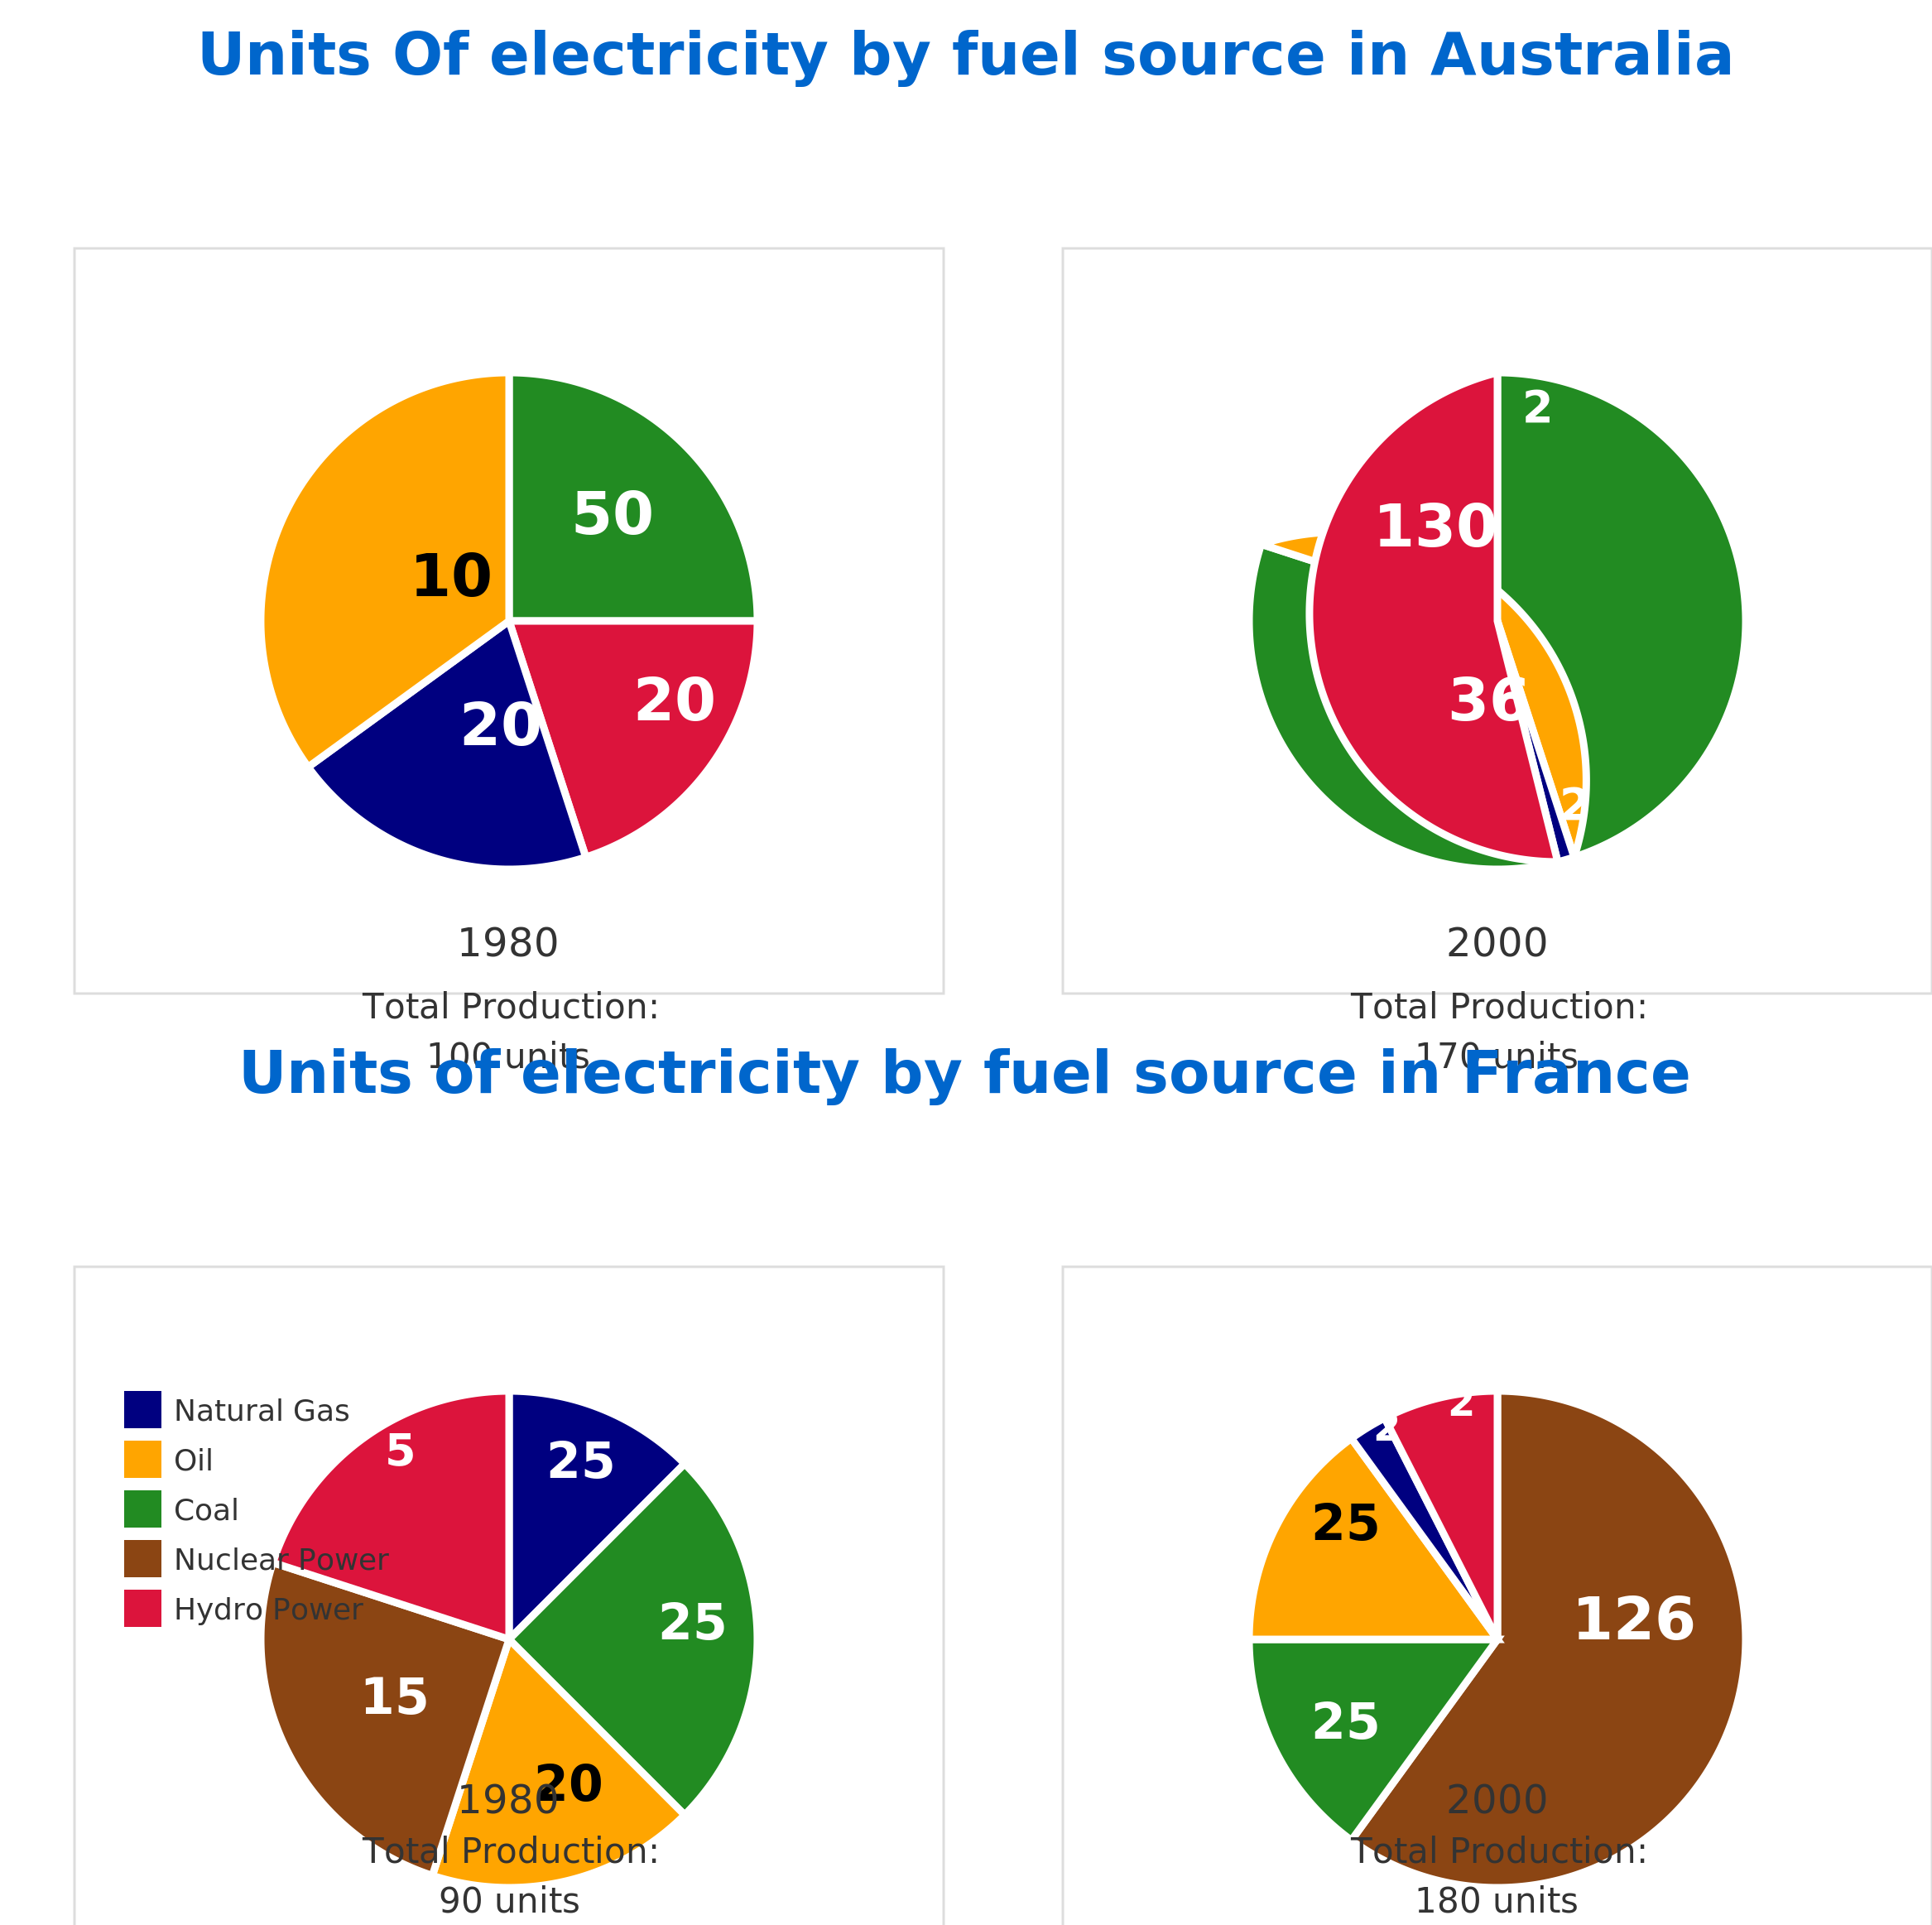 Units Of electricity by fuel source in Australia
50
10
20
20
2
130
36
2
1980
2000
Total Production:
Total Production:
100 units
170 units
Units of electricity by fuel source in France
Natural Gas
Oil
Coal
Nuclear Power
Hydro Power
5
25
25
15
20
2
2
25
126
25
1980
2000
Total Production:
Total Production:
90 units
180 units